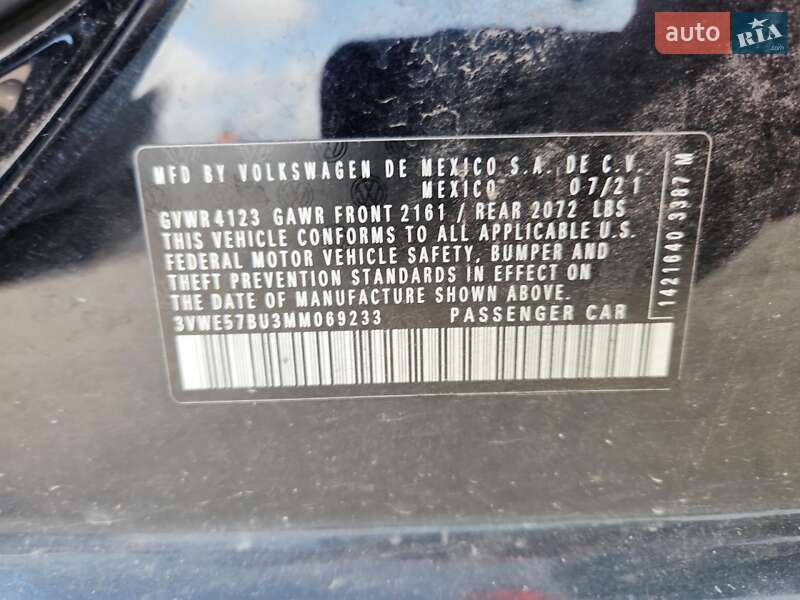 auto RIA.com
MFD BY VOLKSWAGEN DE MEXICO S.A. DE C.V.
MEXICO 07/21
GVWR 4123 GAWR FRONT 2161 / REAR 2072 LBS
THIS VEHICLE CONFORMS TO ALL APPLICABLE U.S.
FEDERAL MOTOR VEHICLE SAFETY, BUMPER AND
THEFT PREVENTION STANDARDS IN EFFECT ON
THE DATE OF MANUFACTURE SHOWN ABOVE.
3VWE57BU3MM069233 PASSENGER CAR
1421640 3387 M